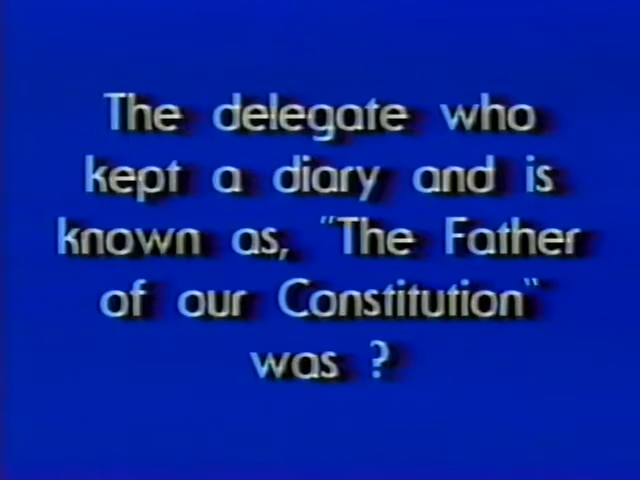 The delegate who
kept a diary and is
known as, "The Father
of our Constitution"
was ?